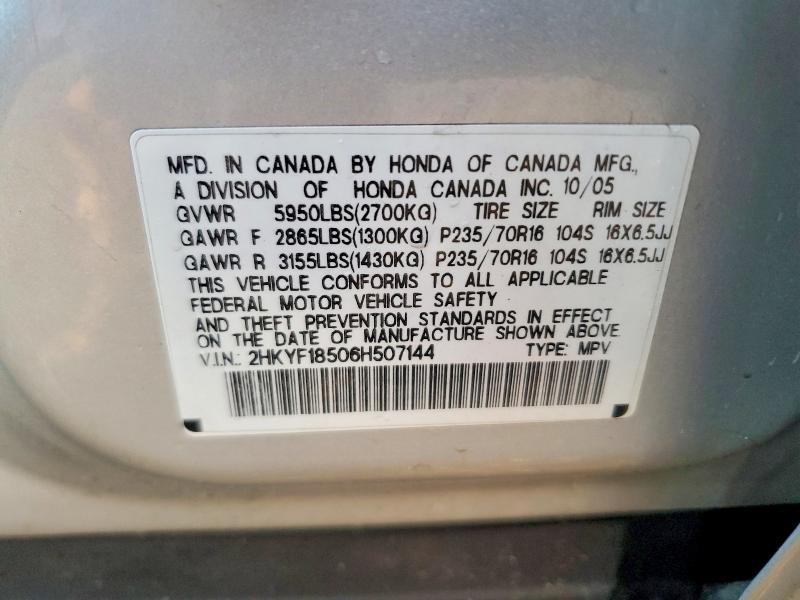 MFD. IN CANADA BY HONDA OF CANADA MFG.,
A DIVISION OF HONDA CANADA INC. 10/05
GVWR 5950LBS(2700KG) TIRE SIZE RIM SIZE
GAWR F 2865LBS(1300KG) P235/70R16 104S 16X6.5JJ
GAWR R 3155LBS(1430KG) P235/70R16 104S 16X6.5JJ
THIS VEHICLE CONFORMS TO ALL APPLICABLE
FEDERAL MOTOR VEHICLE SAFETY
AND THEFT PREVENTION STANDARDS IN EFFECT
ON THE DATE OF MANUFACTURE SHOWN ABOVE.
V.I.N.: 2HKYF18506H507144 TYPE: MPV